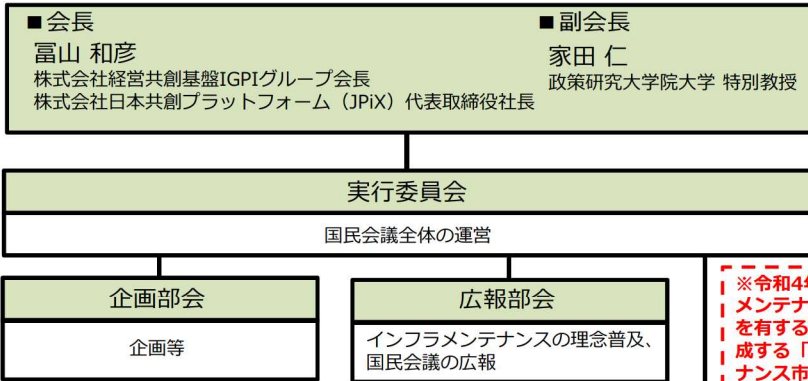 ■会長
冨山 和彦
株式会社経営共創基盤IGPIグループ会長
株式会社日本共創プラットフォーム（JPiX）代表取締役社長
■副会長
家田 仁
政策研究大学院大学 特別教授
実行委員会
国民会議全体の運営
企画部会
企画等
広報部会
インフラメンテナンスの理念普及、
国民会議の広報
※令和4年
メンテナ
を有する
成する「
ナンス市